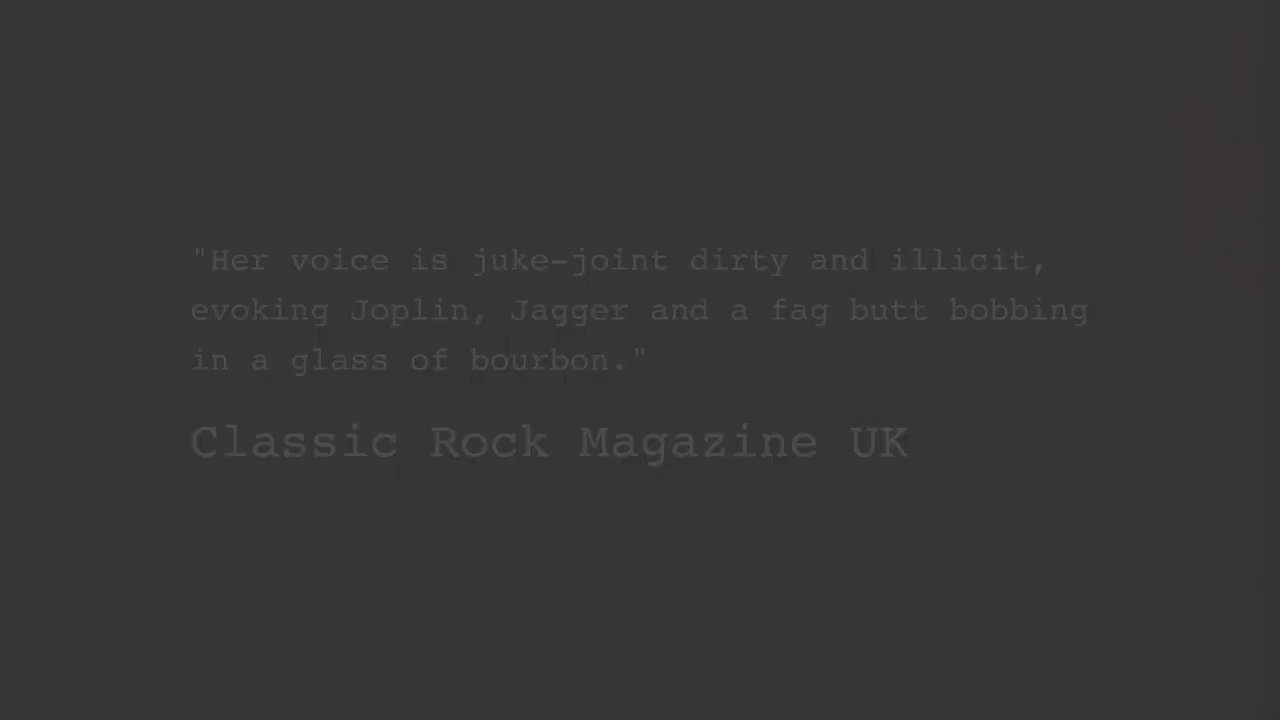 "Her voice is juke-joint dirty and illicit,
evoking Joplin, Jagger and a fag butt bobbing
in a glass of bourbon."
Classic Rock Magazine UK